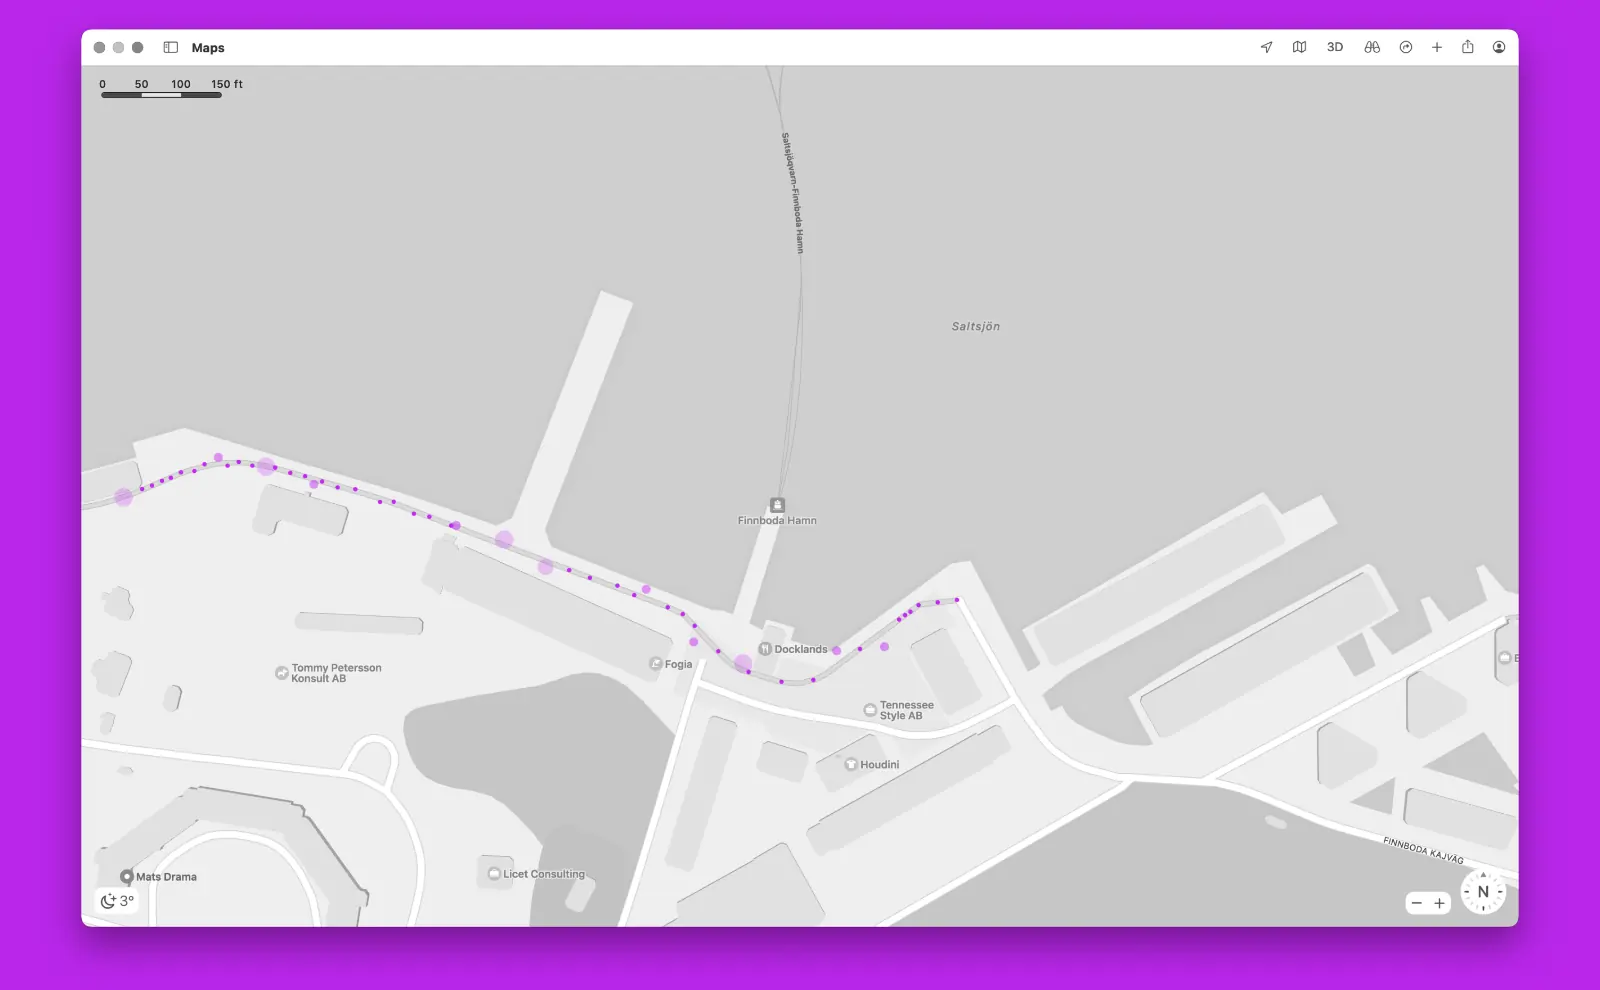 Maps
3D
0 50 100 150 ft
Saltsjöqvarn-Finnboda Hamn
Saltsjön
Finnboda Hamn
Docklands
Fogia
Tommy Petersson
Konsult AB
Tennessee
Style AB
Houdini
FINNBODA KAJVÄG
Licet Consulting
Mats Drama
3°
N